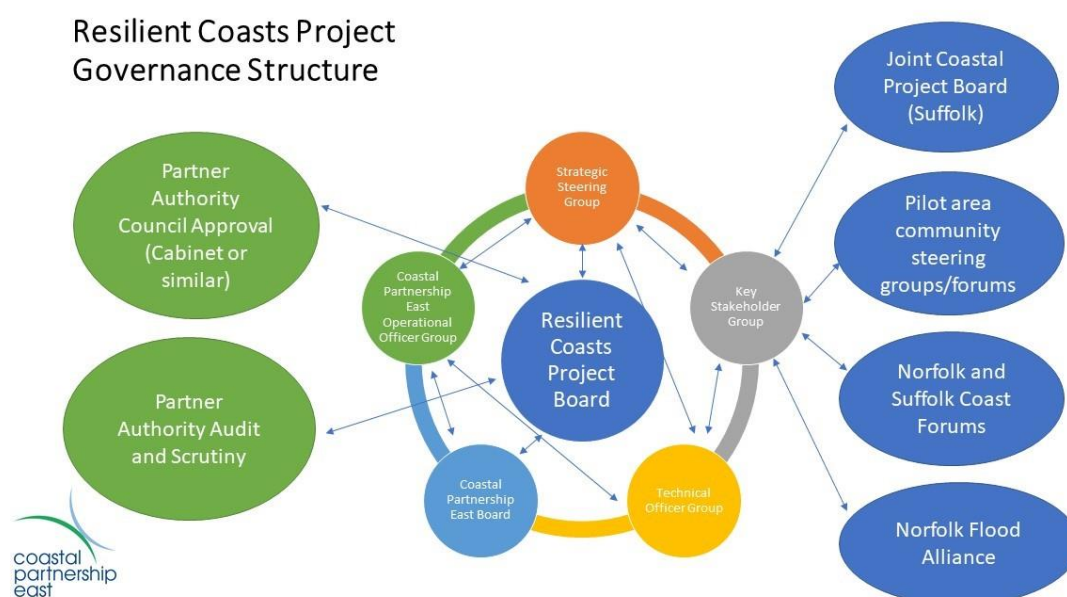 Resilient Coasts Project
Governance Structure
Partner
Authority
Council Approval
(Cabinet or
similar)
Partner
Authority Audit
and Scrutiny
Strategic
Steering
Group
Coastal
Partnership
East
Operational
Officer Group
Resilient
Coasts
Project
Board
Key
Stakeholder
Group
Coastal
Partnership
East Board
Technical
Officer Group
Joint Coastal
Project Board
(Suffolk)
Pilot area
community
steering
groups/forums
Norfolk and
Suffolk Coast
Forums
Norfolk Flood
Alliance
coastal
partnership
east